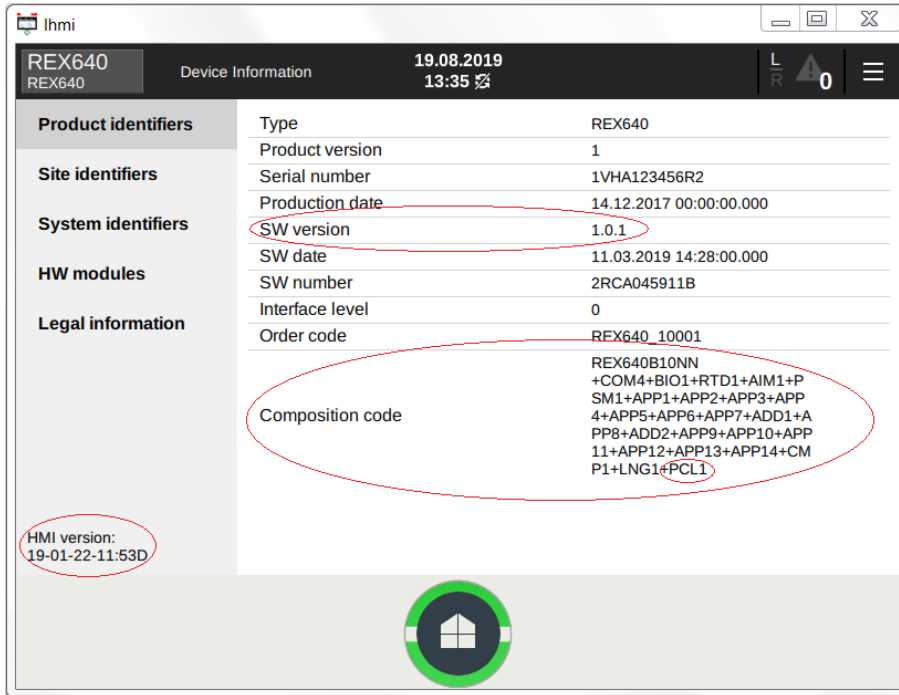 lhmi
REX640
REX640
Device Information
19.08.2019
13:35
L
R
0
Product identifiers
Site identifiers
System identifiers
HW modules
Legal information
HMI version:
19-01-22-11:53D
Type REX640
Product version 1
Serial number 1VHA123456R2
Production date 14.12.2017 00:00:00.000
SW version 1.0.1
SW date 11.03.2019 14:28:00.000
SW number 2RCA045911B
Interface level 0
Order code REX640_10001
Composition code
REX640B10NN
+COM4+BIO1+RTD1+AIM1+P
SM1+APP1+APP2+APP3+APP
4+APP5+APP6+APP7+ADD1+A
PP8+ADD2+APP9+APP10+APP
11+APP12+APP13+APP14+CM
P1+LNG1+PCL1